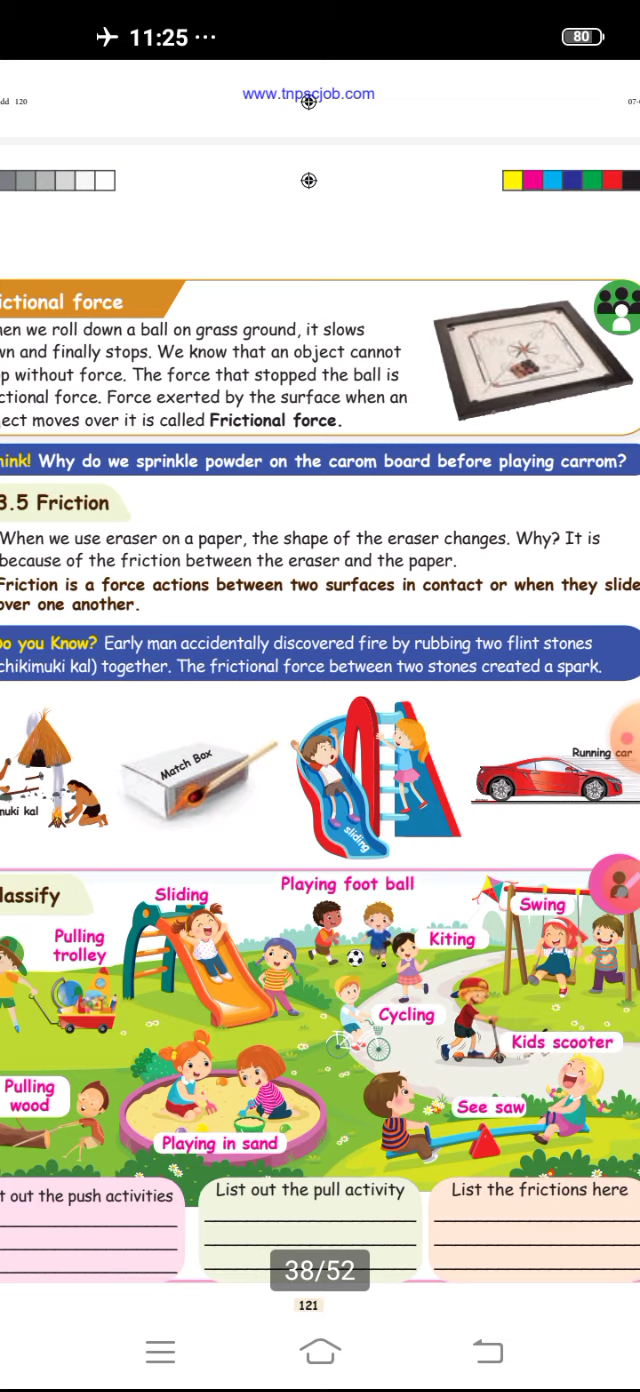 11:25 ...
80
www.tnpscjob.com
dd 120
07-
ictional force
en we roll down a ball on grass ground, it slows
wn and finally stops. We know that an object cannot
p without force. The force that stopped the ball is
ctional force. Force exerted by the surface when an
ect moves over it is called Frictional force.
ink! Why do we sprinkle powder on the carom board before playing carrom?
3.5 Friction
When we use eraser on a paper, the shape of the eraser changes. Why? It is
because of the friction between the eraser and the paper.
Friction is a force actions between two surfaces in contact or when they slide
over one another.
Do you Know? Early man accidentally discovered fire by rubbing two flint stones
chikimuki kal) together. The frictional force between two stones created a spark.
muki kal
Match Box
sliding
Running car
lassify
Sliding
Playing foot ball
Swing
Pulling
trolley
Kiting
Cycling
Kids scooter
Pulling
wood
See saw
Playing in sand
t out the push activities
List out the pull activity
List the frictions here
38/52
121